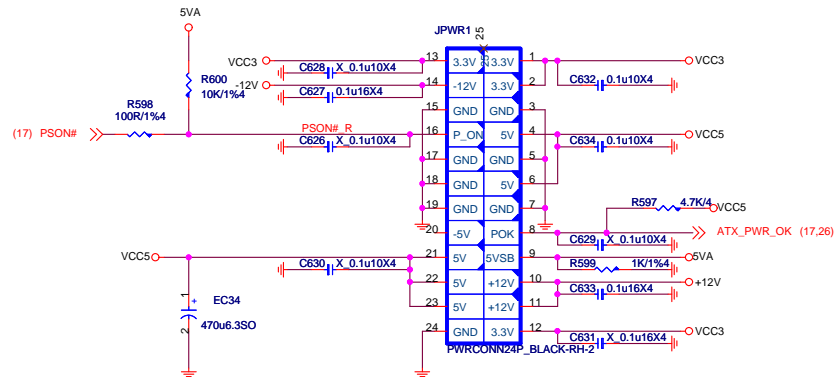 5VA
JPWR1
25
25 X
VCC3
13
3.3V
3.3V
1
VCC3
C628
X_0.1u10X4
R600
10K/1%4
-12V
14
-12V
3.3V
2
C632
0.1u10X4
C627
0.1u16X4
R598
100R/1%4
15
GND
GND
3
(17) PSON#
PSON#_R
16
P_ON
5V
4
VCC5
C626
X_0.1u10X4
C634
0.1u10X4
17
GND
GND
5
18
GND
5V
6
19
GND
GND
7
R597
4.7K/4
VCC5
20
-5V
POK
8
ATX_PWR_OK (17,26)
C629
X_0.1u10X4
VCC5
21
5V
5VSB
9
5VA
C630
X_0.1u10X4
R599
1K/1%4
22
5V
+12V
10
+12V
1
+
EC34
470u6.3SO
2
C633
0.1u16X4
23
5V
+12V
11
24
GND
3.3V
12
VCC3
C631
X_0.1u16X4
PWRCONN24P_BLACK-RH-2